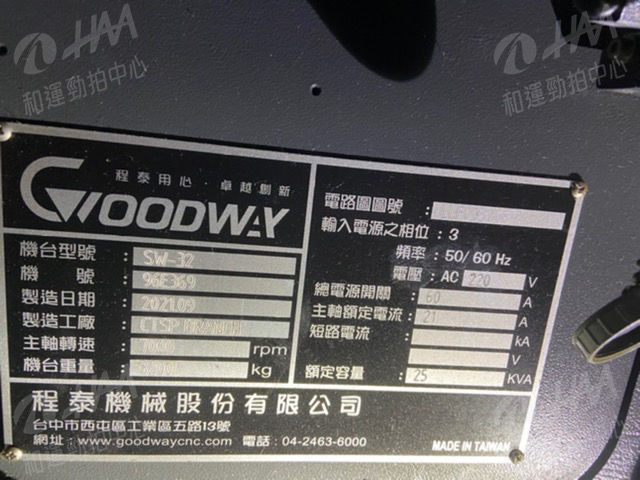 HAA
和運勁拍中心
HAA
和運勁拍中心
程泰用心·卓越創新
GOODWAY
機台型號：SW-32
機 號：96E369
製造日期：202109
製造工廠：CTSP BRANCH
主軸轉速：rpm
機台重量：kg
電路圖圖號：
輸入電源之相位：3
頻率：50/60 Hz
電壓：AC 220 V
總電源開關：60 A
主軸額定電流：21 A
短路電流：kA
V
額定容量：25 KVA
程泰機械股份有限公司
台中市西屯區工業區五路13號
網址：www.goodwaycnc.com 電話：04-2463-6000
MADE IN TAIWAN